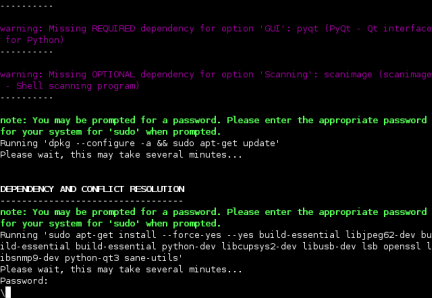 ----------
warning: Missing REQUIRED dependency for option 'GUI': pyqt (PyQt - Qt interface
for Python)
----------
----------
warning: Missing OPTIONAL dependency for option 'Scanning': scanimage (scanimage
- Shell scanning program)
----------
note: You may be prompted for a password. Please enter the appropriate password
for your system for 'sudo' when prompted.
Running 'dpkg --configure -a && sudo apt-get update'
Please wait, this may take several minutes...
DEPENDENCY AND CONFLICT RESOLUTION
----------------------------------
note: You may be prompted for a password. Please enter the appropriate password
for your system for 'sudo' when prompted.
Running 'sudo apt-get install --force-yes --yes build-essential libjpeg62-dev bu
ild-essential build-essential python-dev libcupsys2-dev libusb-dev lsb openssl l
ibsnmp9-dev python-qt3 sane-utils'
Please wait, this may take several minutes...
Password:
\